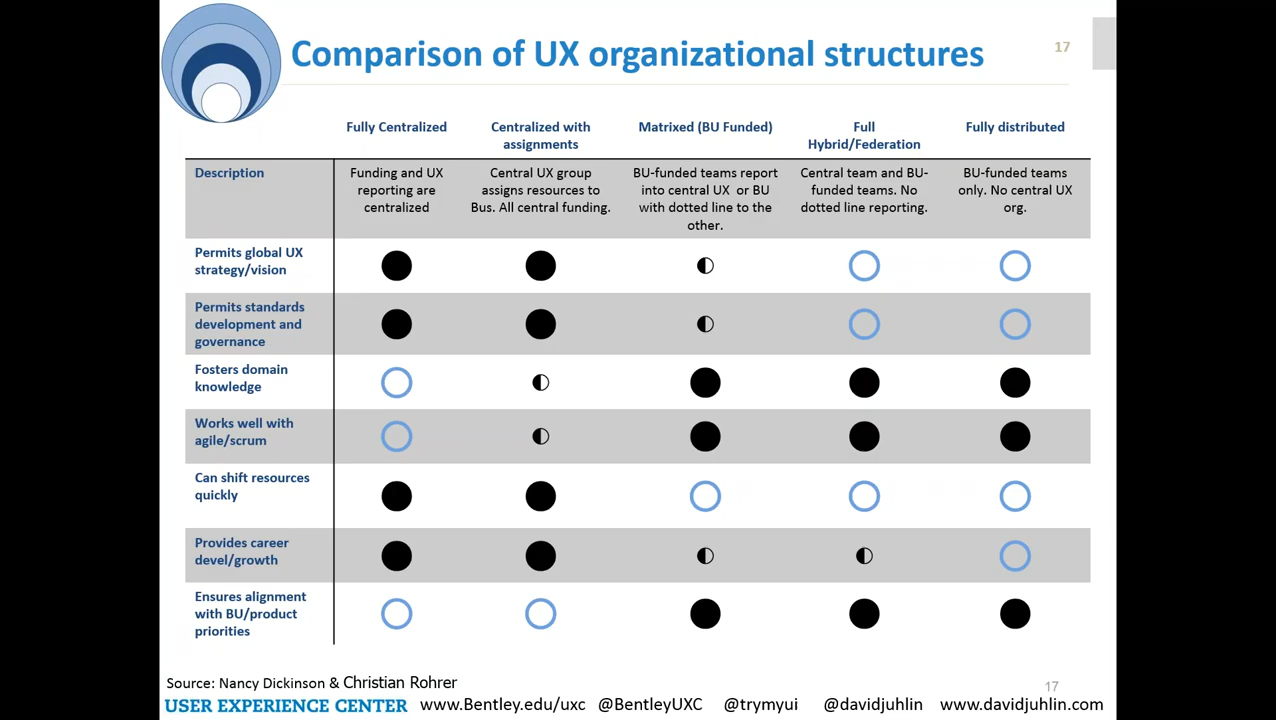 Comparison of UX organizational structures
17
Fully Centralized
Centralized with
assignments
Matrixed (BU Funded)
Full
Hybrid/Federation
Fully distributed
Description
Funding and UX
reporting are
centralized
Central UX group
assigns resources to
Bus. All central funding.
BU-funded teams report
into central UX or BU
with dotted line to the
other.
Central team and BU-
funded teams. No
dotted line reporting.
BU-funded teams
only. No central UX
org.
Permits global UX
strategy/vision
Permits standards
development and
governance
Fosters domain
knowledge
Works well with
agile/scrum
Can shift resources
quickly
Provides career
devel/growth
Ensures alignment
with BU/product
priorities
Source: Nancy Dickinson & Christian Rohrer
17
USER EXPERIENCE CENTER www.Bentley.edu/uxc @BentleyUXC @trymyui @davidjuhlin www.davidjuhlin.com